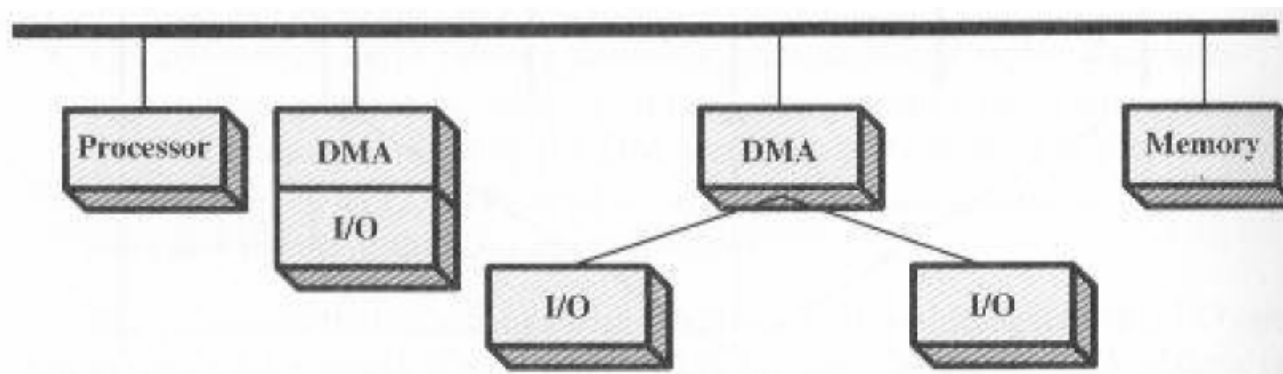 Processor
DMA
I/O
DMA
Memory
I/O
I/O